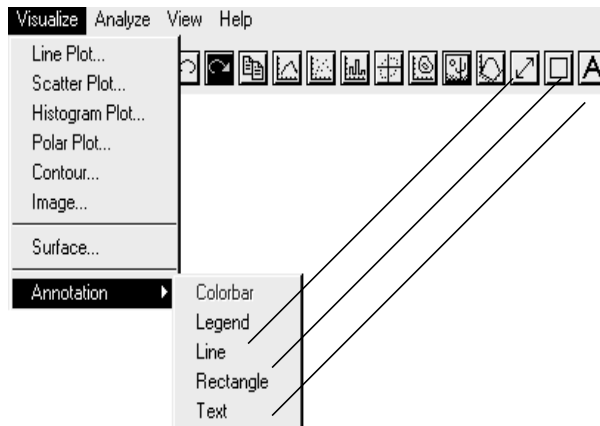 Visualize Analyze View Help
Line Plot...
Scatter Plot...
Histogram Plot...
Polar Plot...
Contour...
Image...
Surface...
Annotation
Colorbar
Legend
Line
Rectangle
Text
A